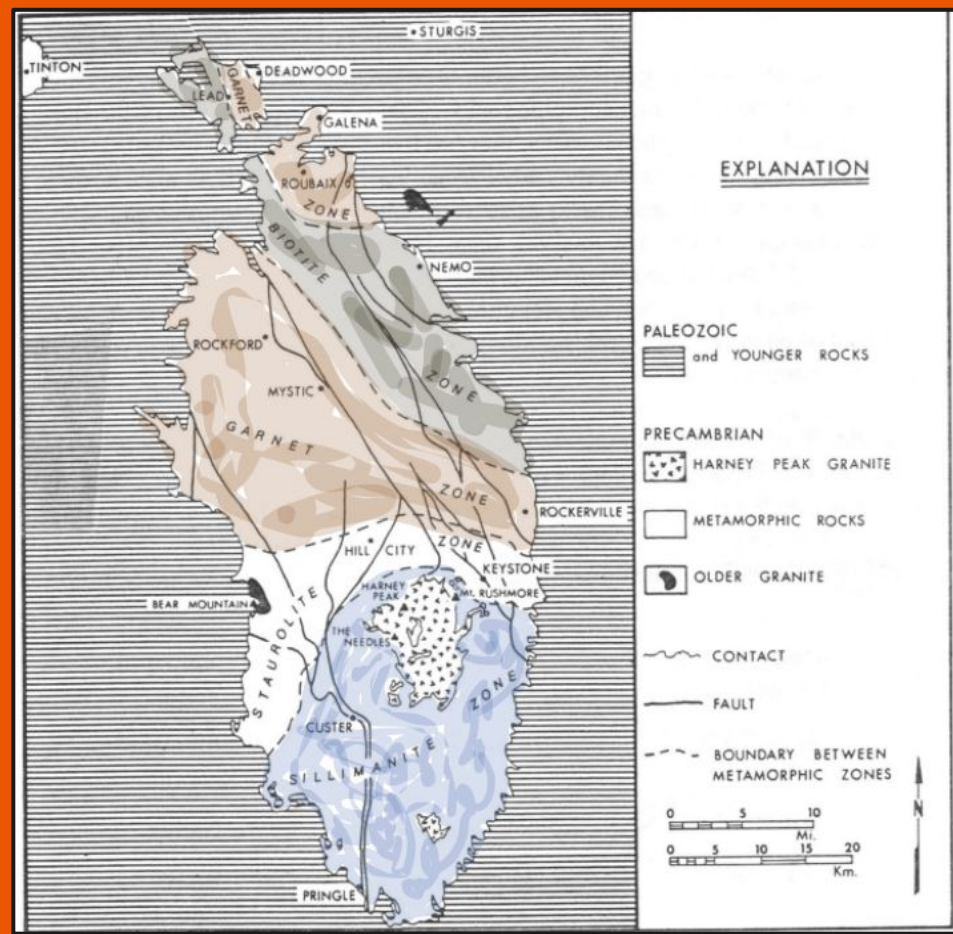 STURGIS
TINTON
DEADWOOD
LEAD
GARNET
GALENA
ROUBAIX
ZONE
BIOTITE
NEMO
ZONE
ROCKFORD
MYSTIC
GARNET
ZONE
ROCKERVILLE
HILL CITY
ZONE
KEYSTONE
HARNEY
PEAK
Mt. RUSHMORE
BEAR MOUNTAIN
THE
NEEDLES
STAUROLITE
ZONE
CUSTER
SILLIMANITE
PRINGLE
EXPLANATION
PALEOZOIC
and YOUNGER ROCKS
PRECAMBRIAN
HARNEY PEAK GRANITE
METAMORPHIC ROCKS
OLDER GRANITE
CONTACT
FAULT
BOUNDARY BETWEEN
METAMORPHIC ZONES
N
0 5 10
Mi.
0 5 10 15 20
Km.